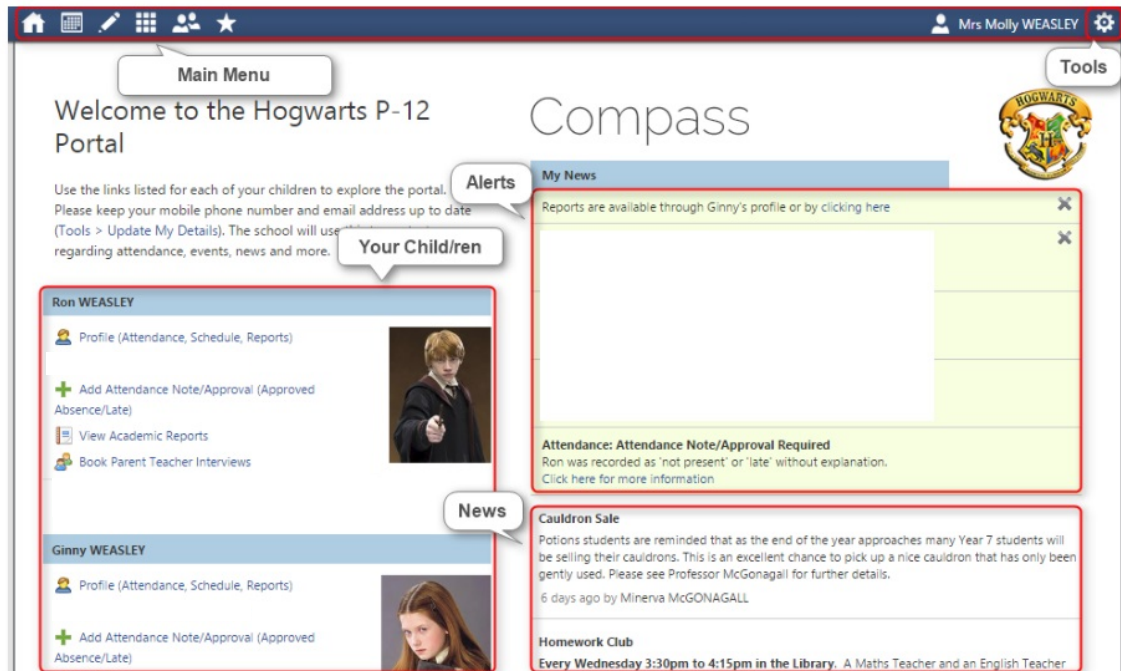 Mrs Molly WEASLEY
Main Menu
Tools
Welcome to the Hogwarts P-12
Portal
Use the links listed for each of your children to explore the portal.
Please keep your mobile phone number and email address up to date
(Tools > Update My Details). The school will use
regarding attendance, events, news and more.
Your Child/ren
Ron WEASLEY
Profile (Attendance, Schedule, Reports)
Add Attendance Note/Approval (Approved
Absence/Late)
View Academic Reports
Book Parent Teacher Interviews
Ginny WEASLEY
Profile (Attendance, Schedule, Reports)
Add Attendance Note/Approval (Approved
Absence/Late)
Compass
HOGWARTS
H
Alerts
My News
Reports are available through Ginny's profile or by clicking here
Attendance: Attendance Note/Approval Required
Ron was recorded as 'not present' or 'late' without explanation.
Click here for more information
News
Cauldron Sale
Potions students are reminded that as the end of the year approaches many Year 7 students will
be selling their cauldrons. This is an excellent chance to pick up a nice cauldron that has only been
gently used. Please see Professor McGonagall for further details.
6 days ago by Minerva McGONAGALL
Homework Club
Every Wednesday 3:30pm to 4:15pm in the Library. A Maths Teacher and an English Teacher